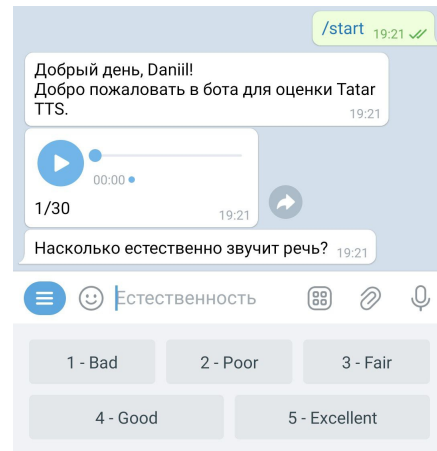 /start 19:21
Добрый день, Daniil!
Добро пожаловать в бота для оценки Tatar
TTS.
19:21
00:00
1/30
19:21
Насколько естественно звучит речь? 19:21
Естественность
1 - Bad
2 - Poor
3 - Fair
4 - Good
5 - Excellent